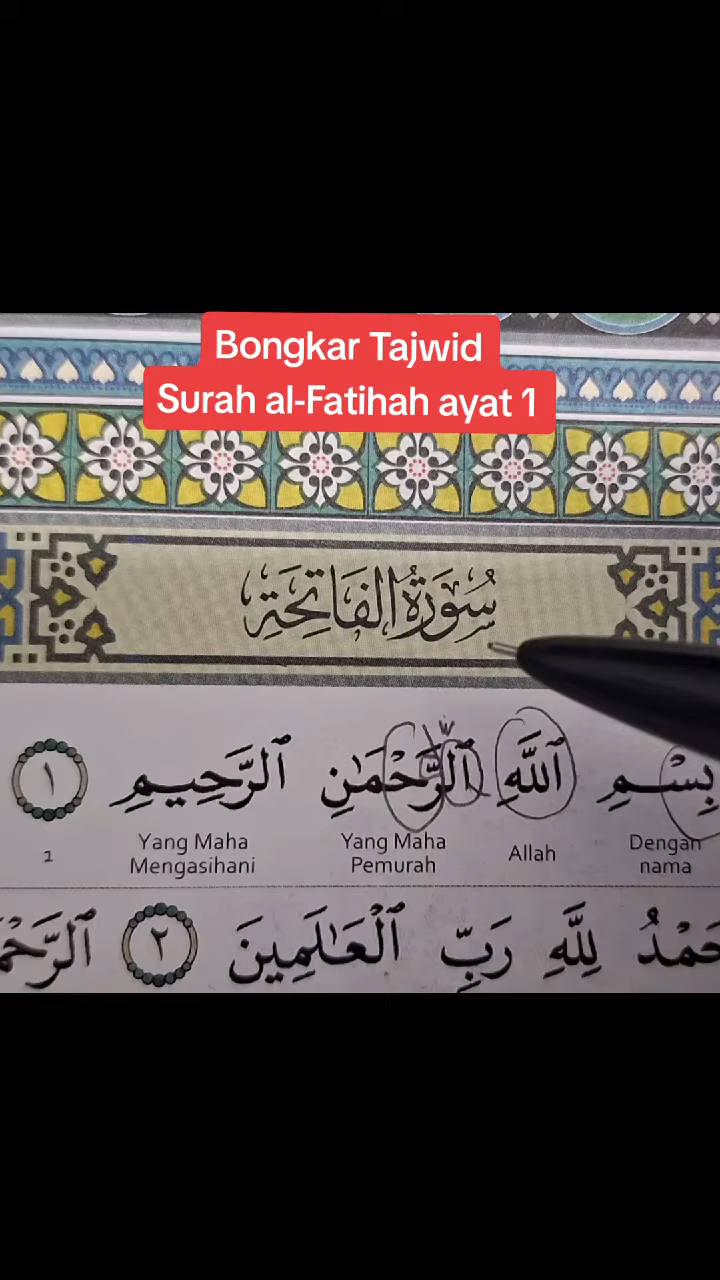 Bongkar Tajwid
Surah al-Fatihah ayat 1
سُورَةُ الفَاتِحَةِ
بِسْمِ ٱللَّهِ ٱلرَّحْمَٰنِ ٱلرَّحِيمِ ١
Dengan nama Allah Yang Maha Pemurah Yang Maha Mengasihani 1
لِلَّهِ رَبِّ ٱلْعَـٰلَمِينَ ٢